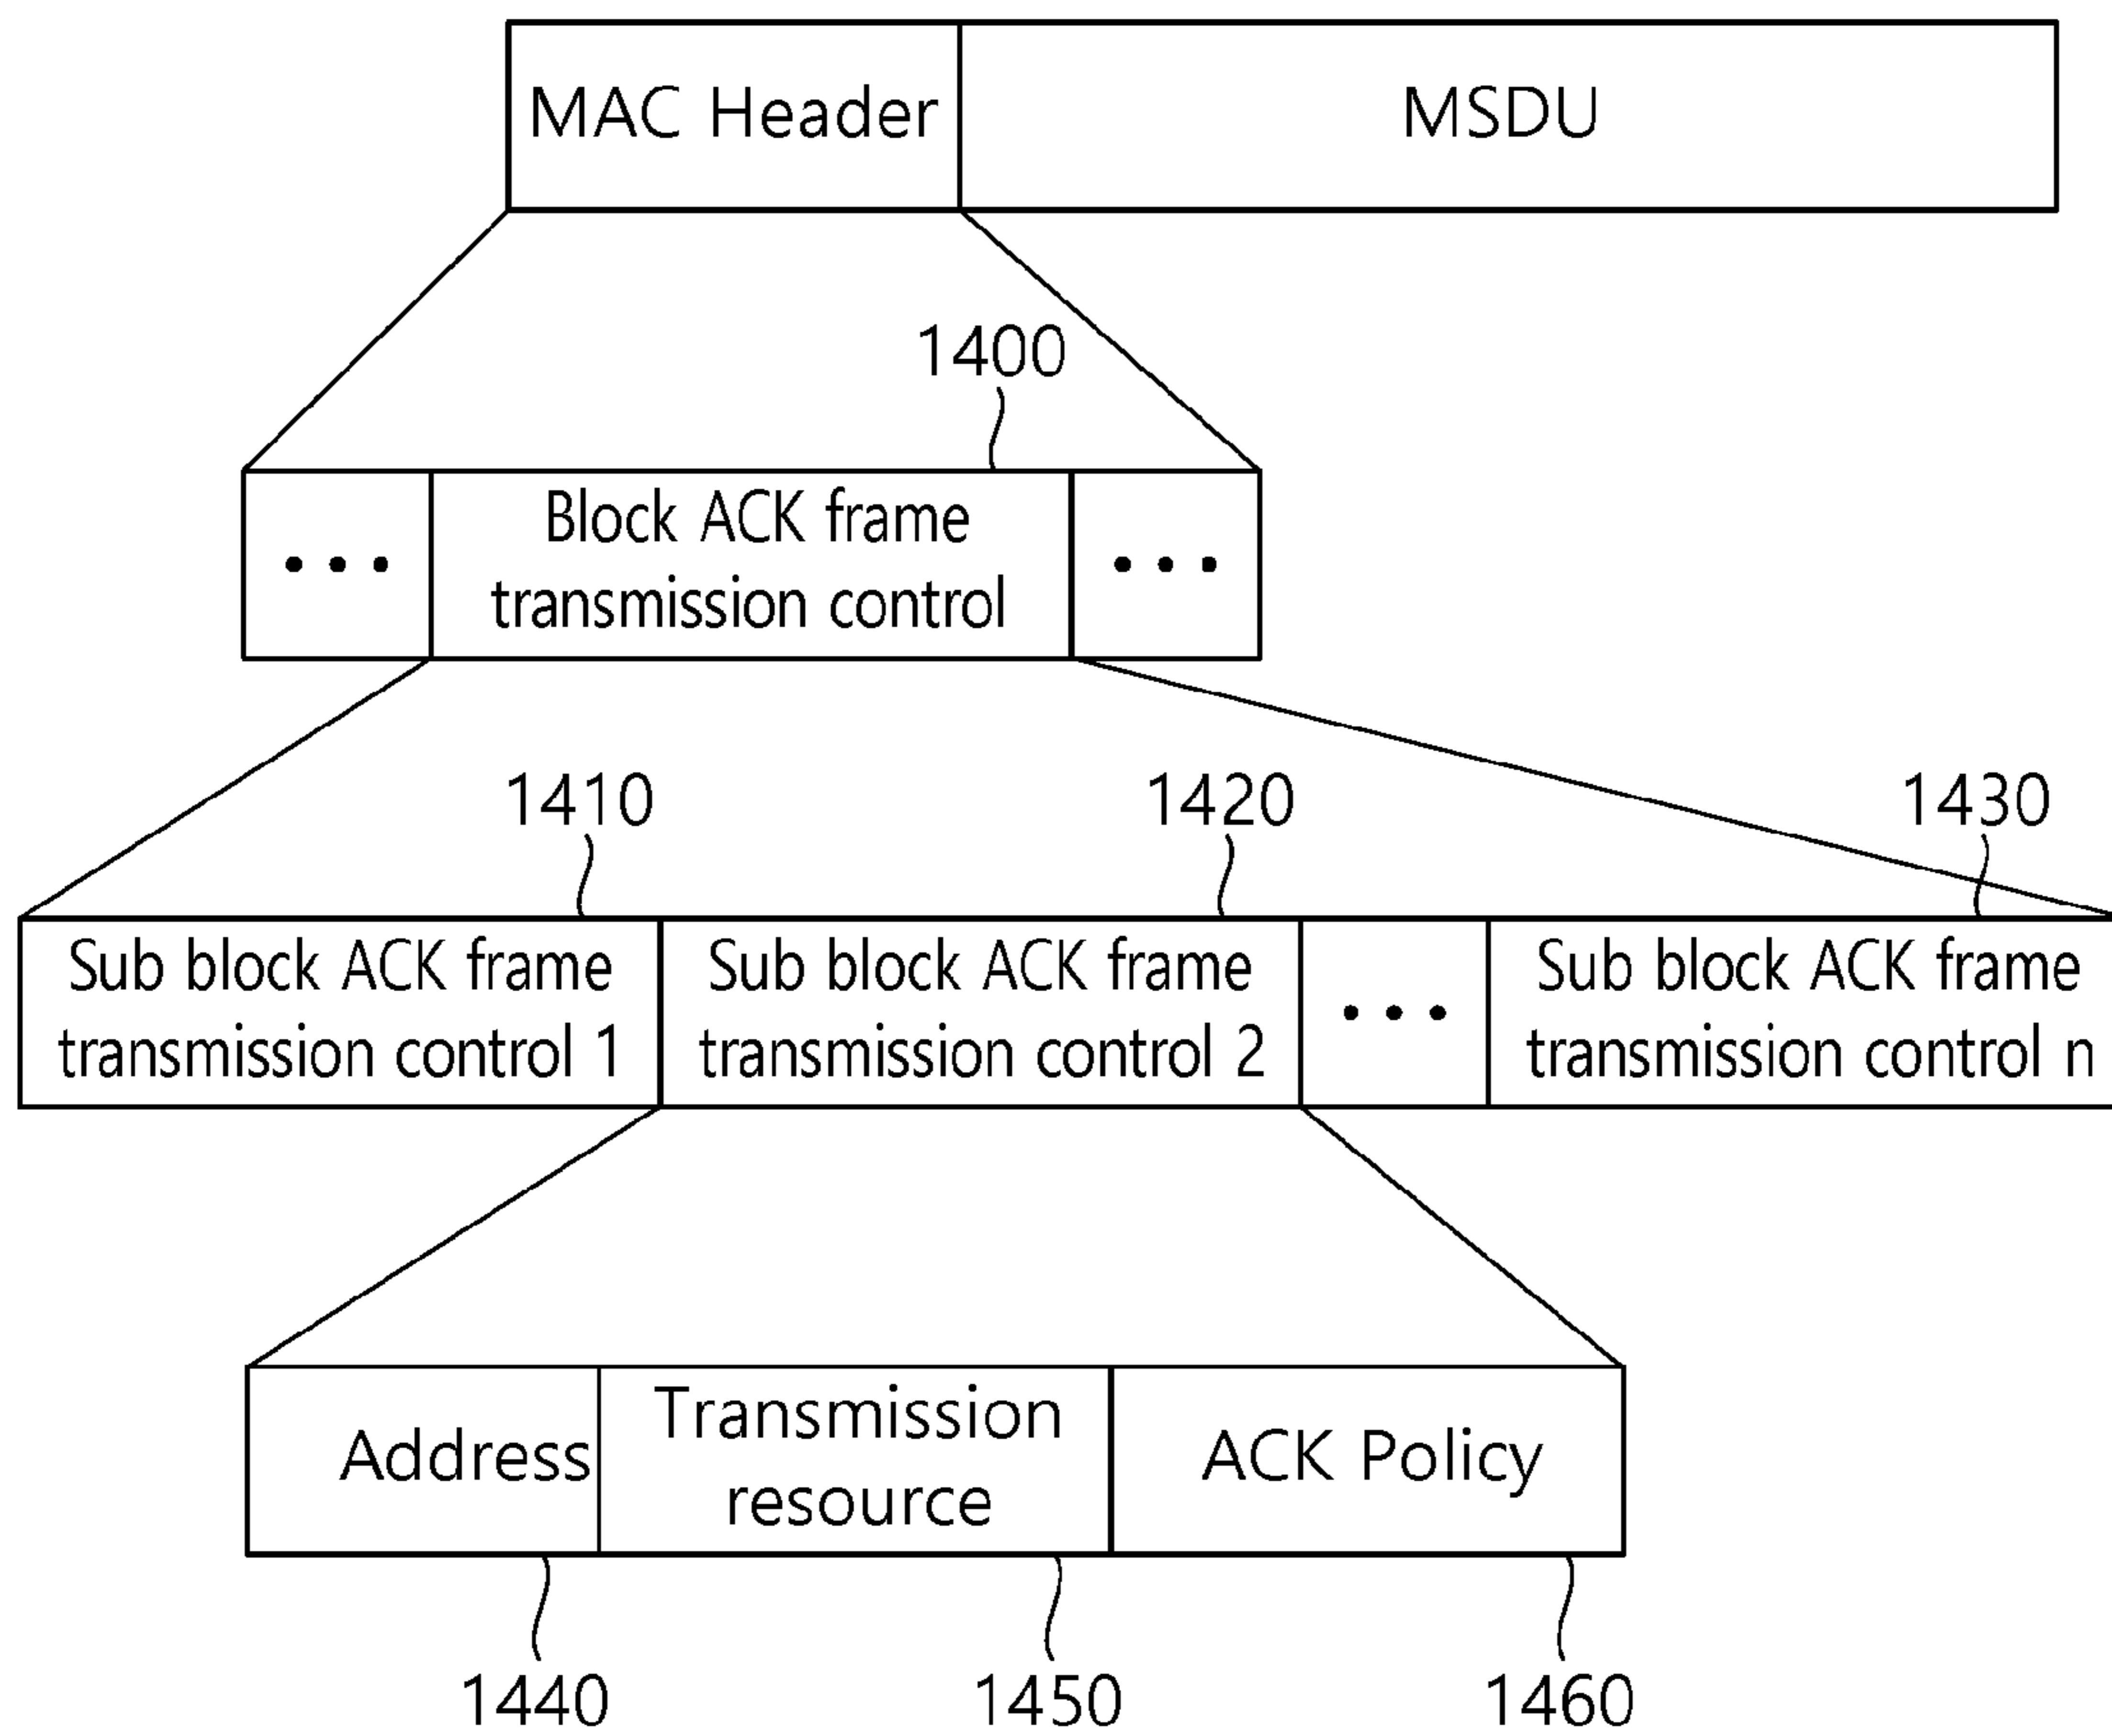 MAC Header
MSDU
1400
• • •
Block ACK frame
transmission control
• • •
1410
1420
1430
Sub block ACK frame
transmission control 1
Sub block ACK frame
transmission control 2
• • •
Sub block ACK frame
transmission control n
Address
Transmission
resource
ACK Policy
1440
1450
1460